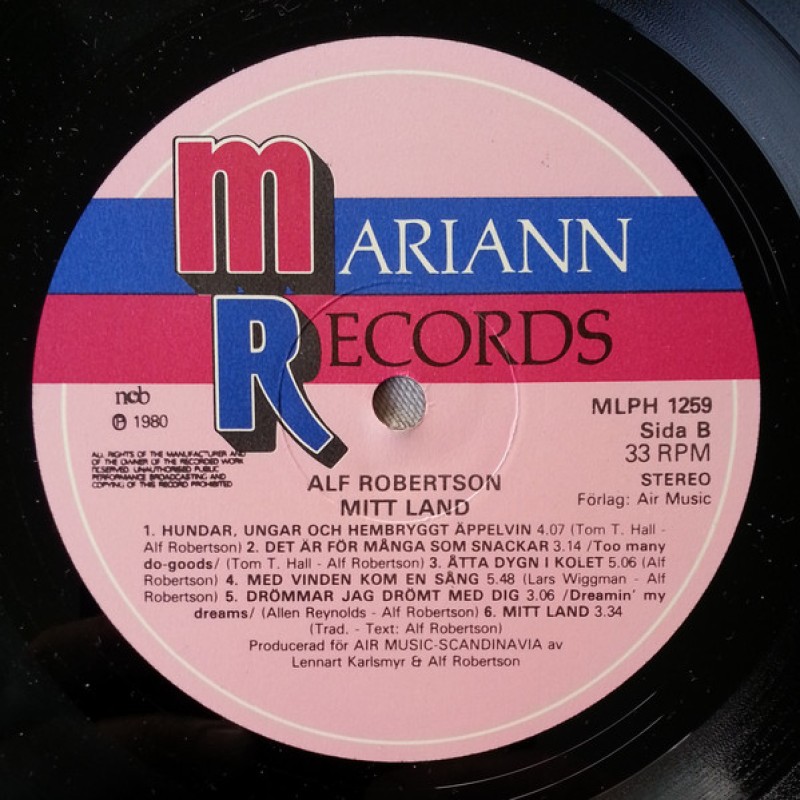 MARIANN
RECORDS
ncb
℗ 1980
ALL RIGHTS OF THE MANUFACTURER AND
OF THE OWNER OF THE RECORDED WORK
RESERVED. UNAUTHORISED PUBLIC
PERFORMANCE BROADCASTING AND
COPYING OF THIS RECORD PROHIBITED
MLPH 1259
Sida B
33 RPM
STEREO
Förlag: Air Music
ALF ROBERTSON
MITT LAND
1. HUNDAR, UNGAR OCH HEMBRYGGT ÄPPELVIN 4.07 (Tom T. Hall -
Alf Robertson) 2. DET ÄR FÖR MÅNGA SOM SNACKAR 3.14 /Too many
do-goods/ (Tom T. Hall - Alf Robertson) 3. ÅTTA DYGN I KOLET 5.06 (Alf
Robertson) 4. MED VINDEN KOM EN SÅNG 5.48 (Lars Wiggman - Alf
Robertson) 5. DRÖMMAR JAG DRÖMT MED DIG 3.06 /Dreamin' my
dreams/ (Allen Reynolds - Alf Robertson) 6. MITT LAND 3.34
(Trad. - Text: Alf Robertson)
Producerad för AIR MUSIC-SCANDINAVIA av
Lennart Karlsmyr & Alf Robertson